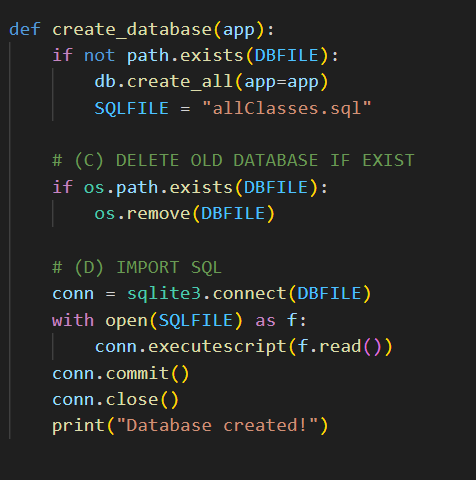 def create_database(app):
    if not path.exists(DBFILE):
        db.create_all(app=app)
        SQLFILE = "allClasses.sql"

    # (C) DELETE OLD DATABASE IF EXIST
    if os.path.exists(DBFILE):
        os.remove(DBFILE)

    # (D) IMPORT SQL
    conn = sqlite3.connect(DBFILE)
    with open(SQLFILE) as f:
        conn.executescript(f.read())
    conn.commit()
    conn.close()
    print("Database created!")